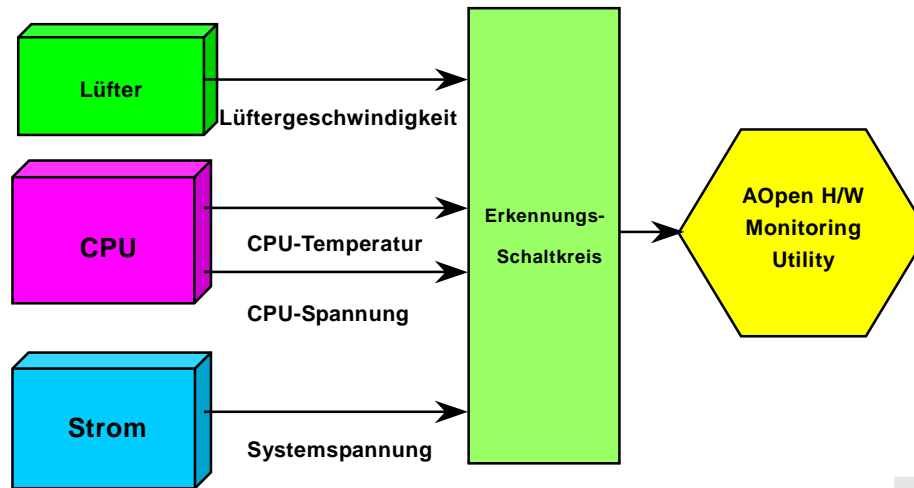 Lüfter
Lüftergeschwindigkeit
CPU
CPU-Temperatur
CPU-Spannung
Strom
Systemspannung
Erkennungs-
Schaltkreis
AOpen H/W
Monitoring
Utility